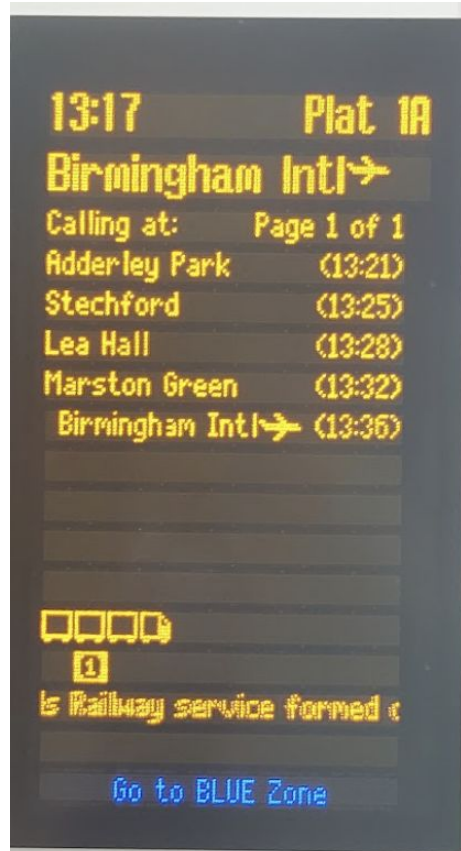 13:17 Plat 1A
Birmingham Intl
Calling at: Page 1 of 1
Adderley Park (13:21)
Stechford (13:25)
Lea Hall (13:28)
Marston Green (13:32)
Birmingham Intl (13:36)
1
ls Railway service formed
Go to BLUE Zone